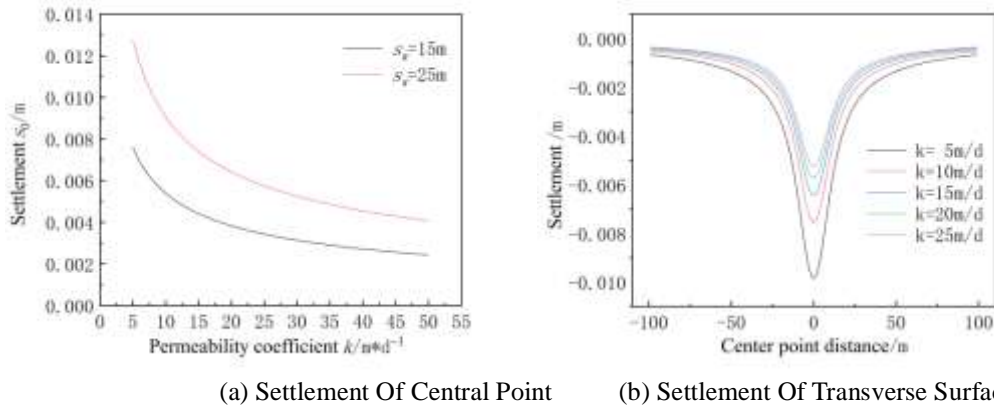 0.014
0.012
0.010
0.008
0.006
0.004
0.002
0.000
Settlement s₀/m
0 5 10 15 20 25 30 35 40 45 50 55
Permeability coefficient k/m*d⁻¹
=15m
=25m
0.000
-0.002
-0.004
-0.006
-0.008
-0.010
Settlement /m
-100 -50 0 50 100
Center point distance/m
k= 5m/d
k=10m/d
k=15m/d
k=20m/d
k=25m/d
(a) Settlement Of Central Point
(b) Settlement Of Transverse